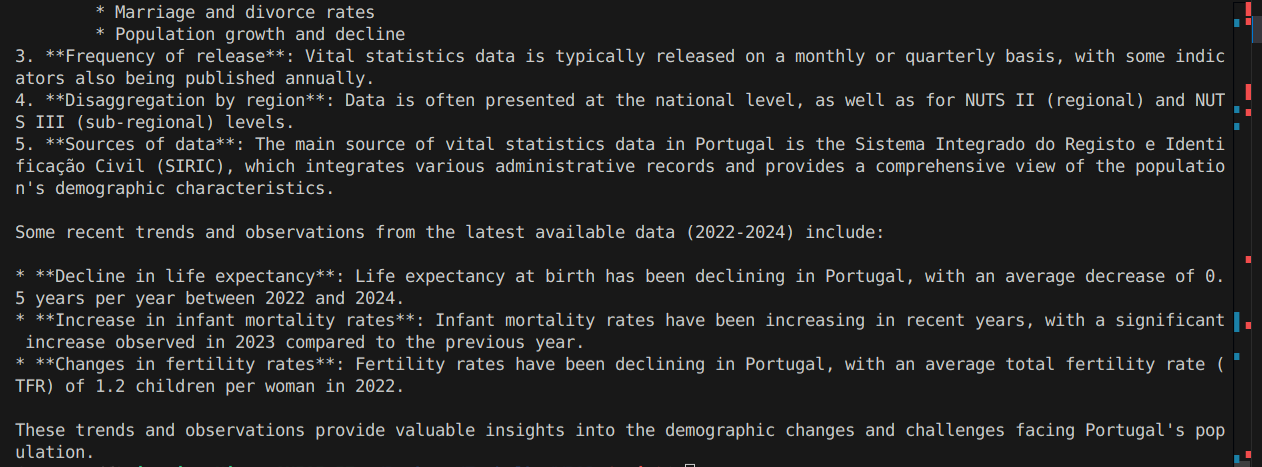 * Marriage and divorce rates
* Population growth and decline
3. **Frequency of release**: Vital statistics data is typically released on a monthly or quarterly basis, with some indic
ators also being published annually.
4. **Disaggregation by region**: Data is often presented at the national level, as well as for NUTS II (regional) and NUT
S III (sub-regional) levels.
5. **Sources of data**: The main source of vital statistics data in Portugal is the Sistema Integrado do Registo e Identi
ficação Civil (SIRIC), which integrates various administrative records and provides a comprehensive view of the populatio
n's demographic characteristics.
Some recent trends and observations from the latest available data (2022-2024) include:
* **Decline in life expectancy**: Life expectancy at birth has been declining in Portugal, with an average decrease of 0.
5 years per year between 2022 and 2024.
* **Increase in infant mortality rates**: Infant mortality rates have been increasing in recent years, with a significant
increase observed in 2023 compared to the previous year.
* **Changes in fertility rates**: Fertility rates have been declining in Portugal, with an average total fertility rate (
TFR) of 1.2 children per woman in 2022.
These trends and observations provide valuable insights into the demographic changes and challenges facing Portugal's pop
ulation.